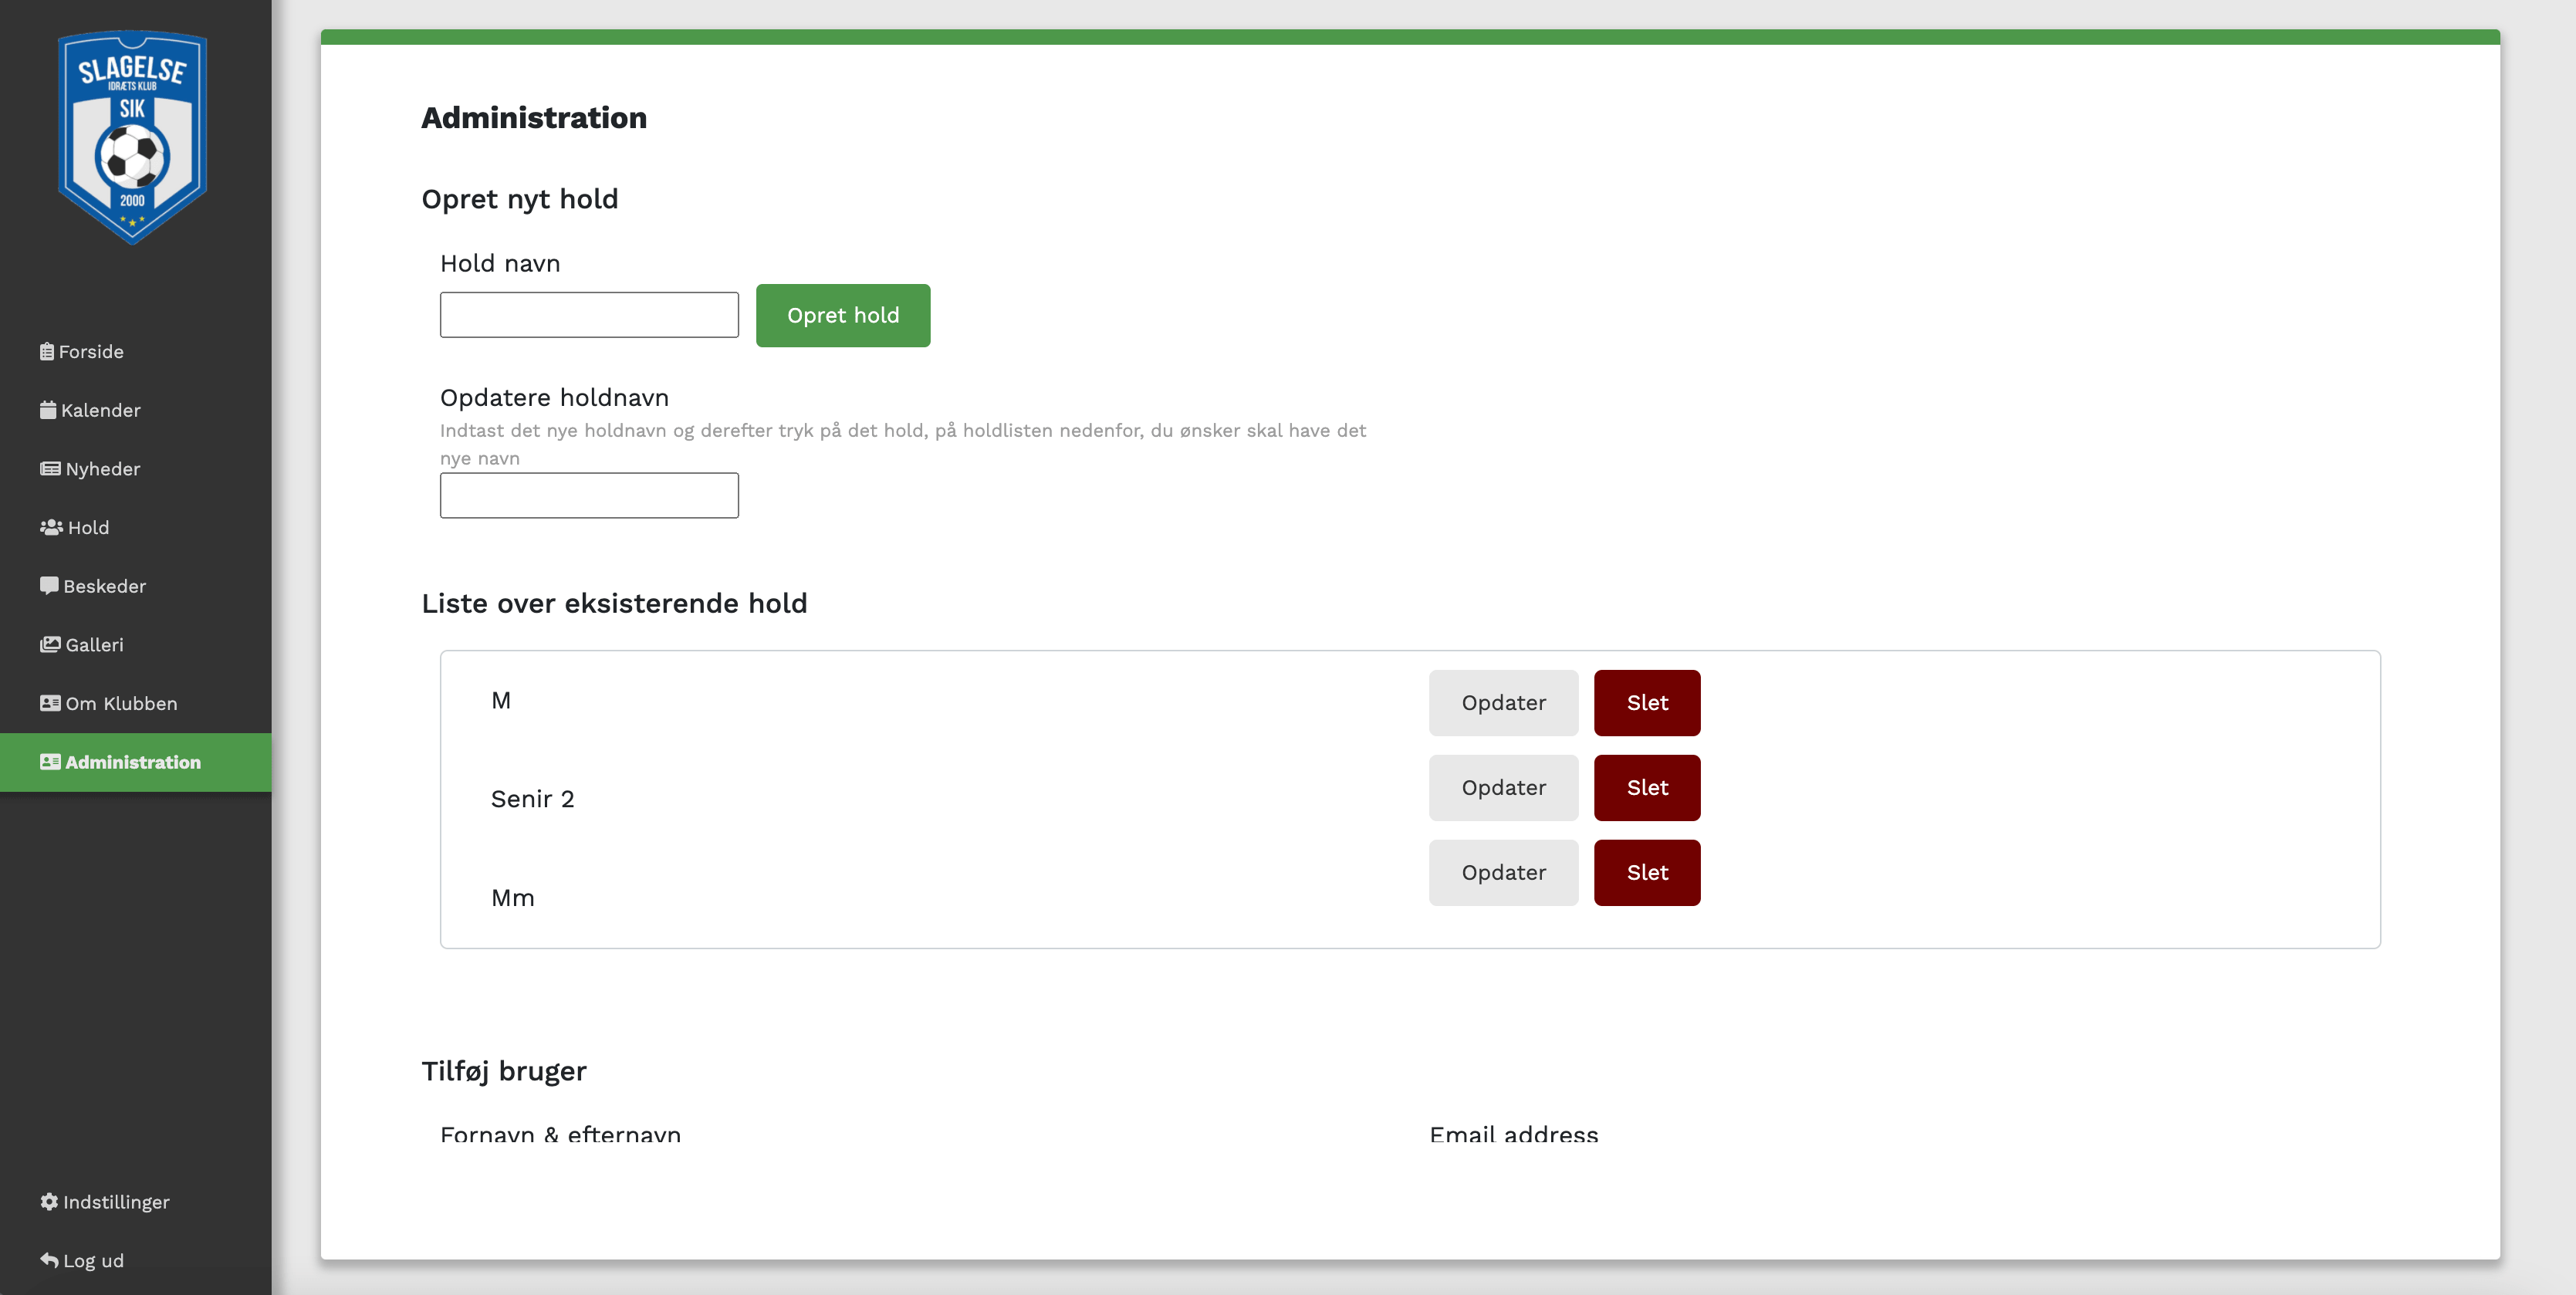 SLAGELSE
IDRÆTS KLUB
SIK
2000
Forside
Kalender
Nyheder
Hold
Beskeder
Galleri
Om Klubben
Administration
Indstillinger
Log ud
Administration
Opret nyt hold
Hold navn
Opret hold
Opdatere holdnavn
Indtast det nye holdnavn og derefter tryk på det hold, på holdlisten nedenfor, du ønsker skal have det
nye navn
Liste over eksisterende hold
M Opdater Slet
Senir 2 Opdater Slet
Mm Opdater Slet
Tilføj bruger
Fornavn & efternavn Email address